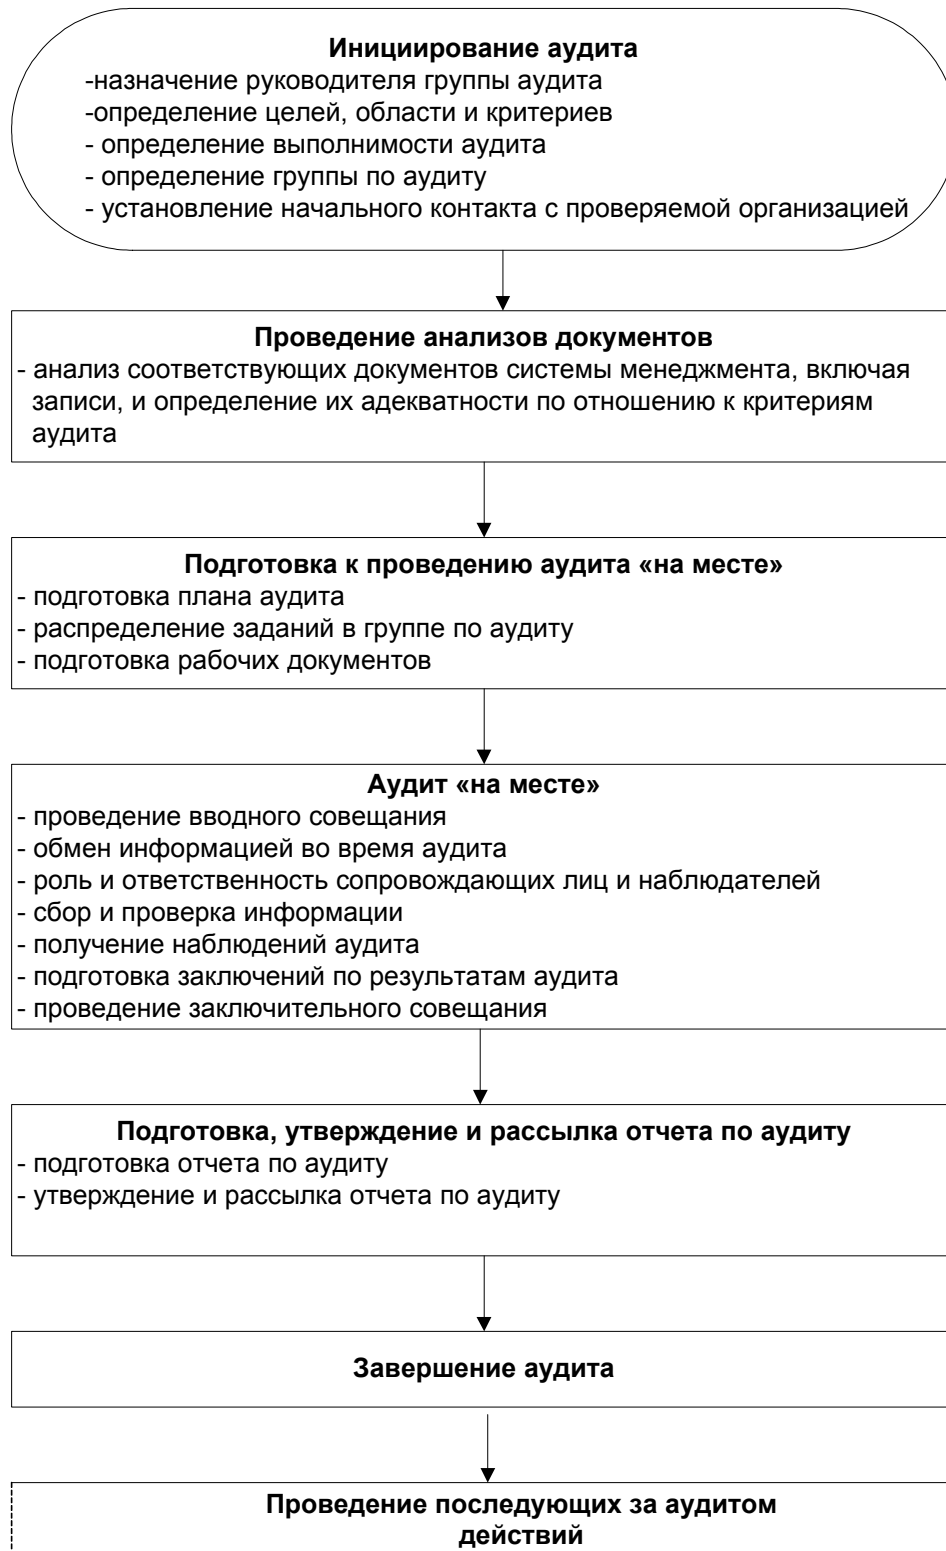 Инициирование аудита
-назначение руководителя группы аудита
-определение целей, области и критериев
- определение выполнимости аудита
- определение группы по аудиту
- установление начального контакта с проверяемой организацией
Проведение анализов документов
- анализ соответствующих документов системы менеджмента, включая
записи, и определение их адекватности по отношению к критериям
аудита
Подготовка к проведению аудита «на месте»
- подготовка плана аудита
- распределение заданий в группе по аудиту
- подготовка рабочих документов
Аудит «на месте»
- проведение вводного совещания
- обмен информацией во время аудита
- роль и ответственность сопровождающих лиц и наблюдателей
- сбор и проверка информации
- получение наблюдений аудита
- подготовка заключений по результатам аудита
- проведение заключительного совещания
Подготовка, утверждение и рассылка отчета по аудиту
- подготовка отчета по аудиту
- утверждение и рассылка отчета по аудиту
Завершение аудита
Проведение последующих за аудитом
действий